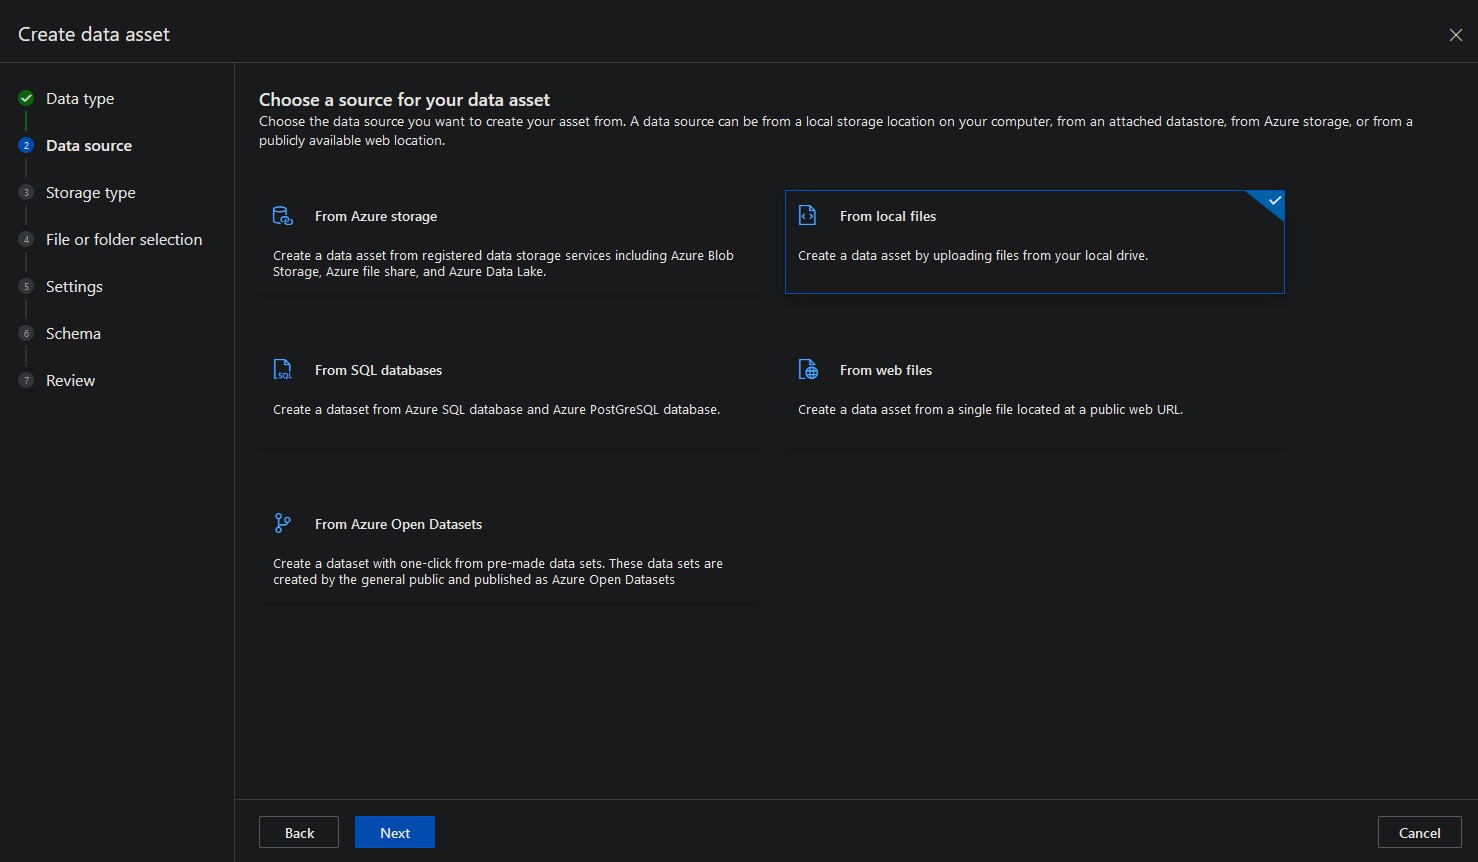 Create data asset
Data type
2 Data source
3 Storage type
4 File or folder selection
5 Settings
6 Schema
7 Review
Choose a source for your data asset
Choose the data source you want to create your asset from. A data source can be from a local storage location on your computer, from an attached datastore, from Azure storage, or from a
publicly available web location.
From Azure storage
Create a data asset from registered data storage services including Azure Blob
Storage, Azure file share, and Azure Data Lake.
From local files
Create a data asset by uploading files from your local drive.
SQL
From SQL databases
Create a dataset from Azure SQL database and Azure PostGreSQL database.
From web files
Create a data asset from a single file located at a public web URL.
From Azure Open Datasets
Create a dataset with one-click from pre-made data sets. These data sets are
created by the general public and published as Azure Open Datasets
Back
Next
Cancel